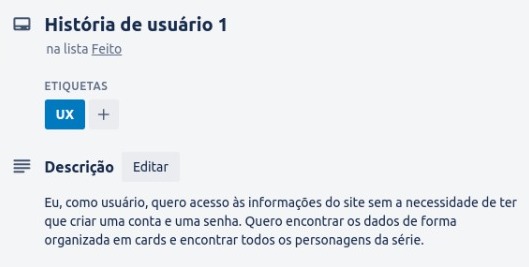 História de usuário 1
na lista Feito
ETIQUETAS
UX +
Descrição Editar
Eu, como usuário, quero acesso às informações do site sem a necessidade de ter
que criar uma conta e uma senha. Quero encontrar os dados de forma
organizada em cards e encontrar todos os personagens da série.